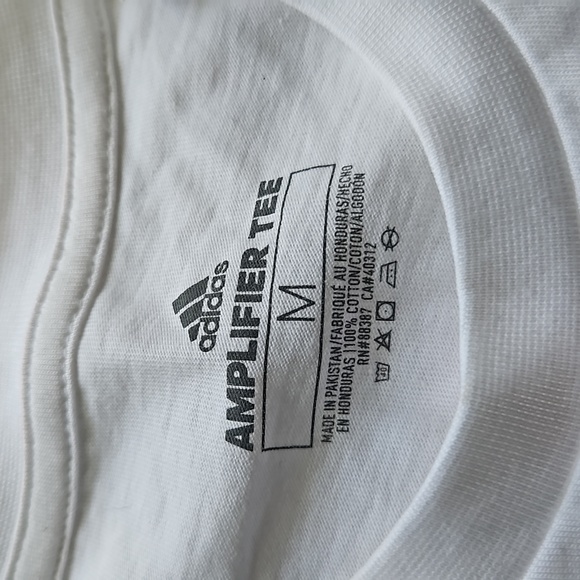 adidas
AMPLIFIER TEE
M
MADE IN PAKISTAN/FABRIQUÉ AU HONDURAS/HECHO
EN HONDURAS | 100% COTTON/COTON/ALGODÓN
RN#88387 CA#40312